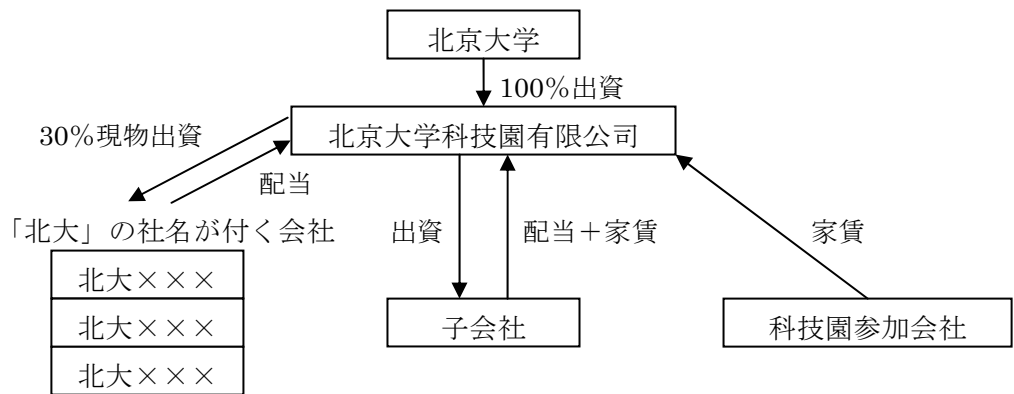 北京大学
100%出資
30%現物出資
北京大学科技園有限公司
配当
「北大」の社名が付く会社
出資
配当＋家賃
家賃
北大×××
子会社
科技園参加会社
北大×××
北大×××